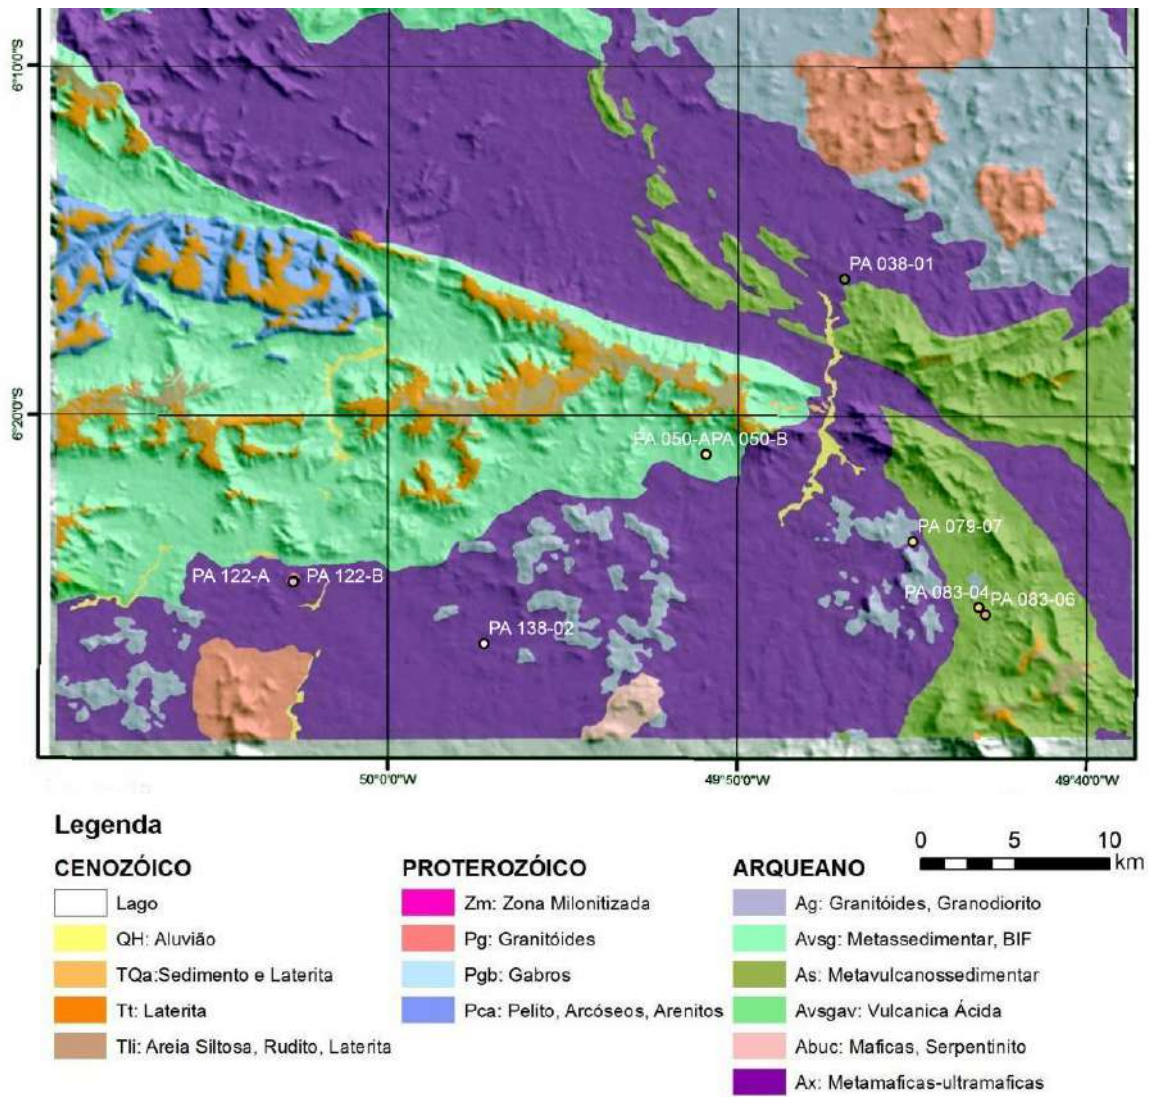 6°10'0"S
PA 038-01
6°20'0"S
PA 050-APA 050-B
PA 079-07
PA 122-A PA 122-B
PA 083-04 PA 083-06
PA 138-02
50°0'0"W 49°50'0"W 49°40'0"W
Legenda
0 5 10 km
CENOZÓICO
Lago
QH: Aluvião
TQa:Sedimento e Laterita
Tt: Laterita
Tli: Areia Siltosa, Rudito, Laterita
PROTEROZÓICO
Zm: Zona Milonitizada
Pg: Granitóides
Pgb: Gabros
Pca: Pelito, Arcóseos, Arenitos
ARQUEANO
Ag: Granitóides, Granodiorito
Avsg: Metassedimentar, BIF
As: Metavulcanossedimentar
Avsgav: Vulcanica Ácida
Abuc: Maficas, Serpentinito
Ax: Metamaficas-ultramaficas